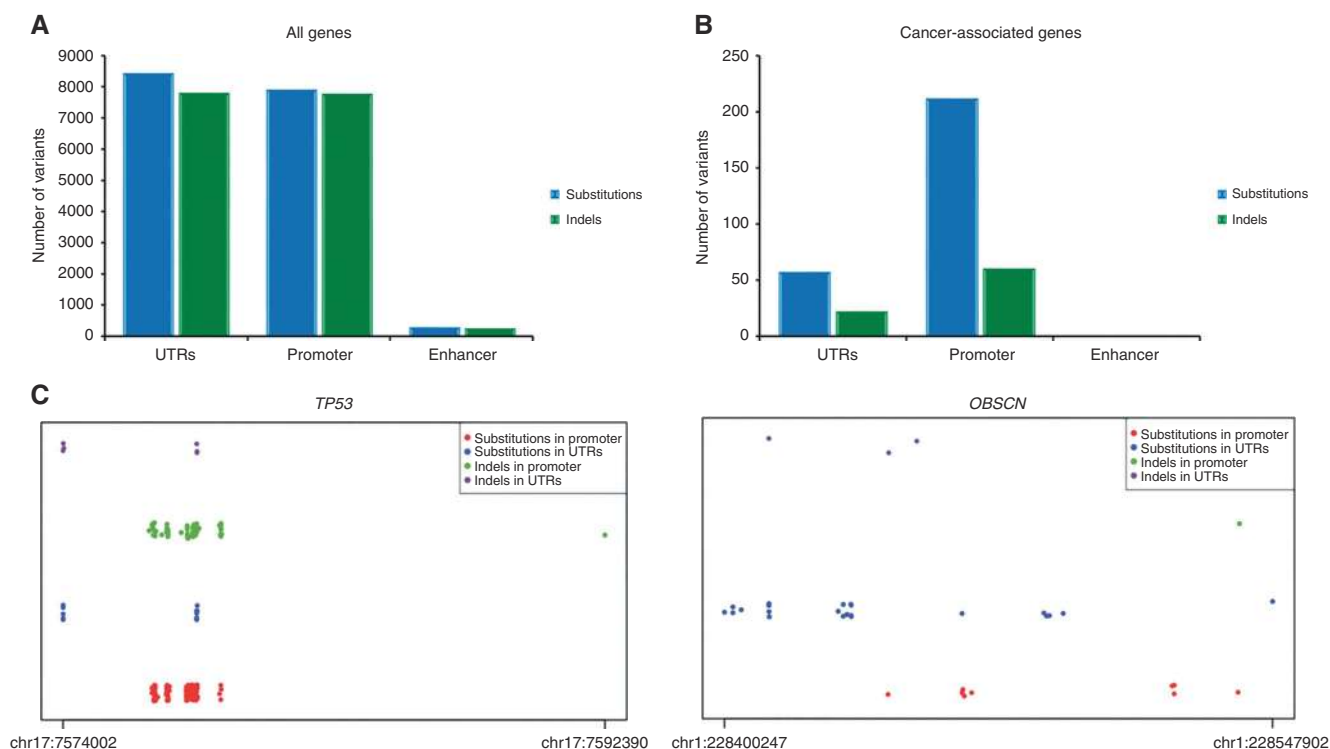 A
All genes
Number of variants
9000
8000
7000
6000
5000
4000
3000
2000
1000
0
UTRs
Promoter
Enhancer
Substitutions
Indels
B
Cancer-associated genes
Number of variants
250
200
150
100
50
0
UTRs
Promoter
Enhancer
Substitutions
Indels
C
TP53
Substitutions in promoter
Substitutions in UTRs
Indels in promoter
Indels in UTRs
chr17:7574002
chr17:7592390
OBSCN
Substitutions in promoter
Substitutions in UTRs
Indels in promoter
Indels in UTRs
chr1:228400247
chr1:228547902